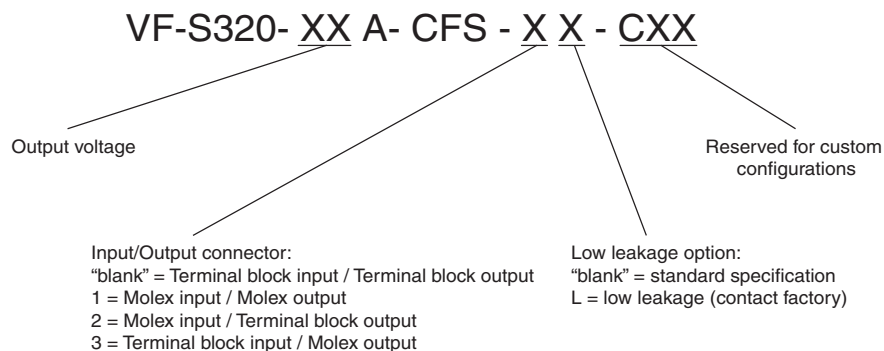 VF-S320- XX A- CFS - X X - CXX
Output voltage
Reserved for custom
configurations
Input/Output connector:
“blank” = Terminal block input / Terminal block output
1 = Molex input / Molex output
2 = Molex input / Terminal block output
3 = Terminal block input / Molex output
Low leakage option:
“blank” = standard specification
L = low leakage (contact factory)